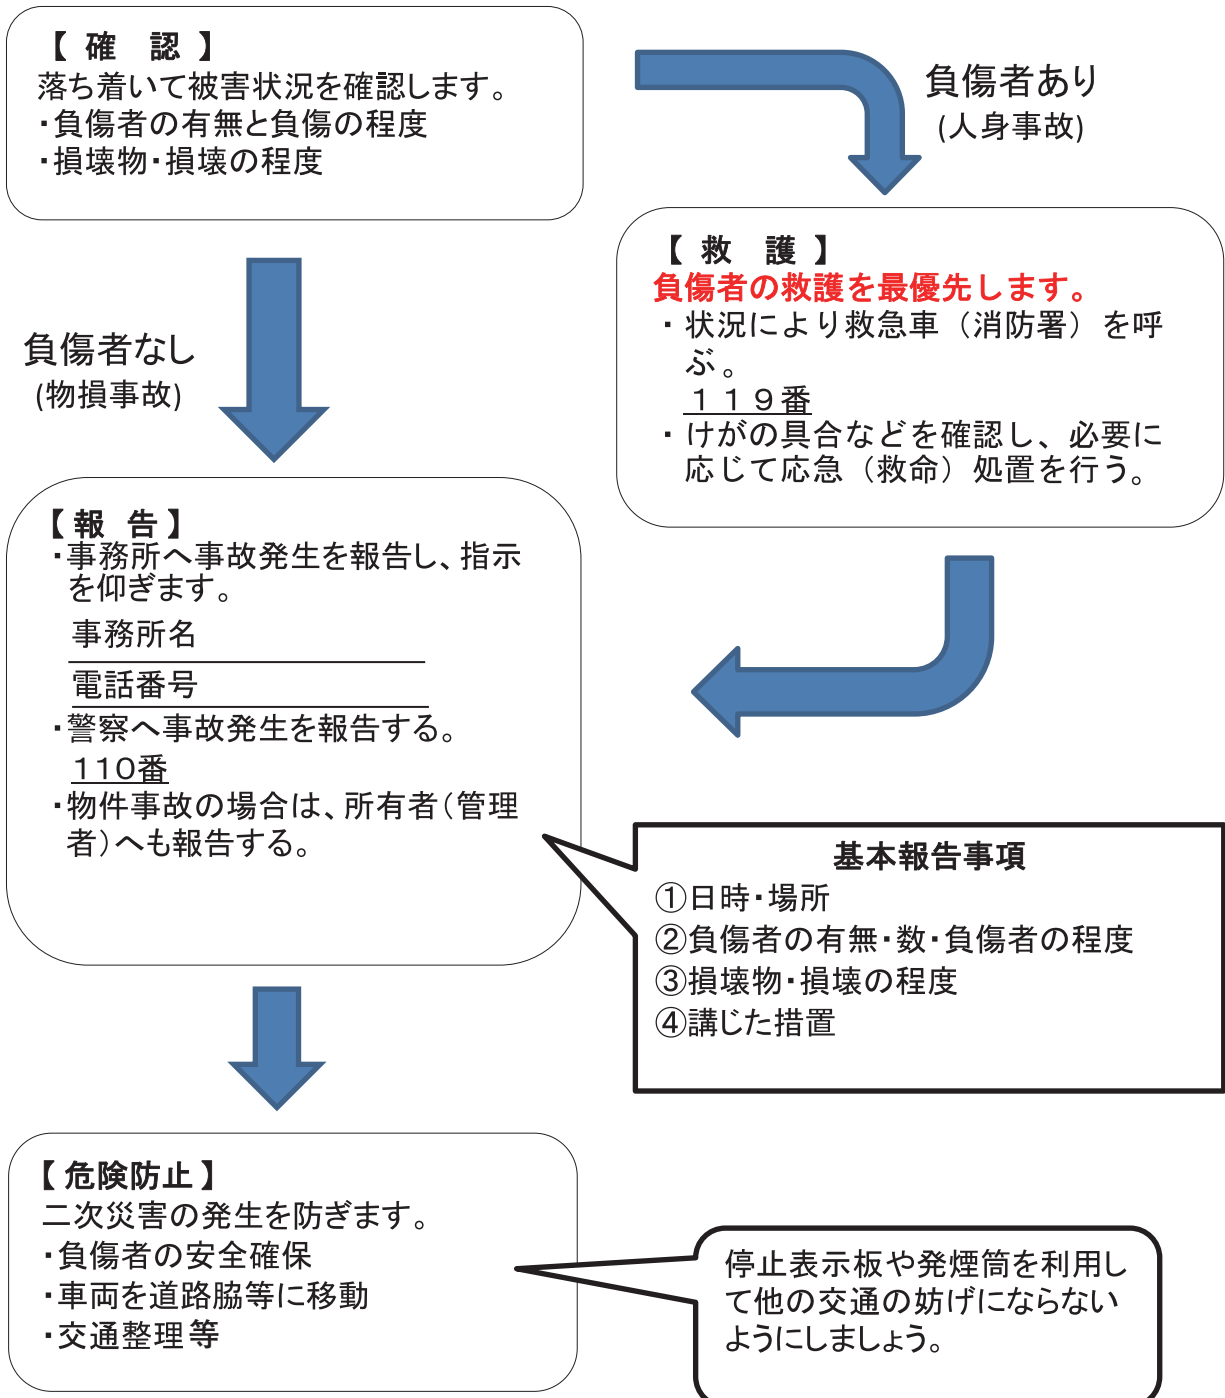 【 確　認 】
落ち着いて被害状況を確認します。
・負傷者の有無と負傷の程度
・損壊物・損壊の程度
負傷者あり
(人身事故)
【 救　護 】
負傷者の救護を最優先します。
・状況により救急車（消防署）を呼
ぶ。
１１９番
・けがの具合などを確認し、必要に
応じて応急（救命）処置を行う。
負傷者なし
(物損事故)
【 報 告 】
・事務所へ事故発生を報告し、指示
を仰ぎます。
事務所名
電話番号
・警察へ事故発生を報告する。
110番
・物件事故の場合は、所有者（管理
者）へも報告する。
基本報告事項
①日時・場所
②負傷者の有無・数・負傷者の程度
③損壊物・損壊の程度
④講じた措置
【 危険防止 】
二次災害の発生を防ぎます。
・負傷者の安全確保
・車両を道路脇等に移動
・交通整理等
停止表示板や発煙筒を利用し
て他の交通の妨げにならない
ようにしましょう。